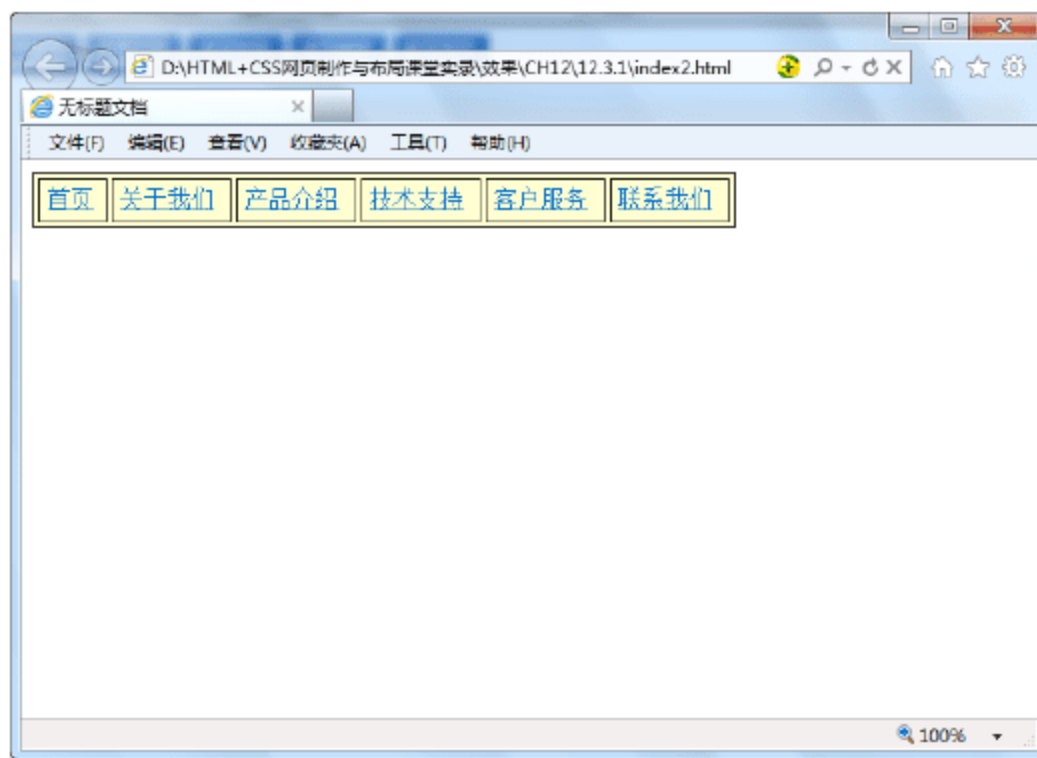 D:\HTML+CSS网页制作与布局课堂实录\效果\CH12\12.3.1\index2.html
无标题文档
文件(F) 编辑(E) 查看(V) 收藏夹(A) 工具(T) 帮助(H)
首页 关于我们 产品介绍 技术支持 客户服务 联系我们
100%